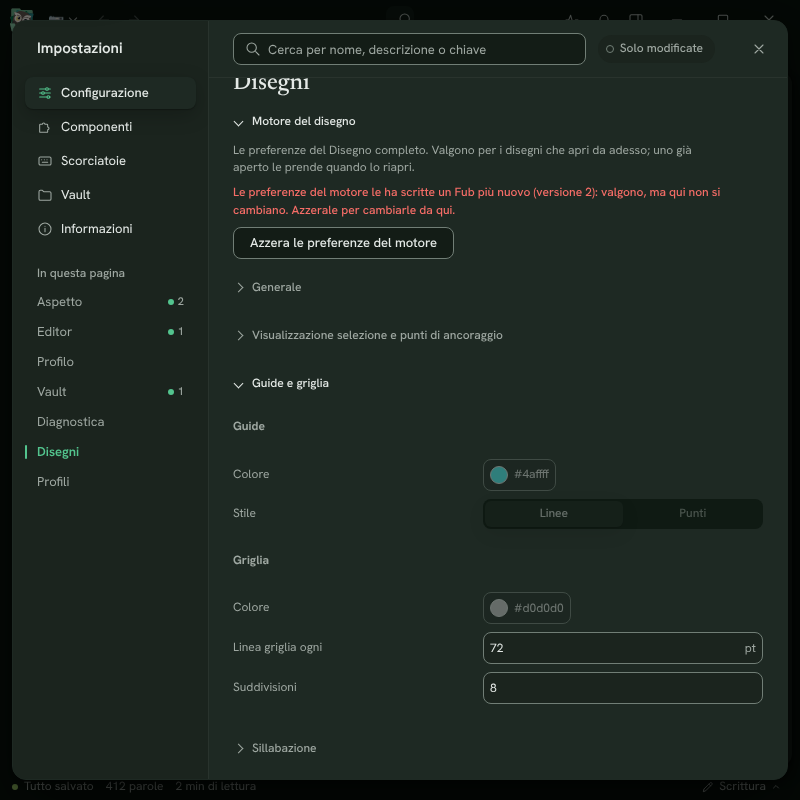 Impostazioni
Cerca per nome, descrizione o chiave
Solo modificate
Configurazione
Componenti
Scorciatoie
Vault
Informazioni
In questa pagina
Aspetto 2
Editor 1
Profilo
Vault 1
Diagnostica
Disegni
Profili
Disegni
Motore del disegno
Le preferenze del Disegno completo. Valgono per i disegni che apri da adesso; uno già
aperto le prende quando lo riapri.
Le preferenze del motore le ha scritte un Fub più nuovo (versione 2): valgono, ma qui non si
cambiano. Azzerale per cambiarle da qui.
Azzera le preferenze del motore
Generale
Visualizzazione selezione e punti di ancoraggio
Guide e griglia
Guide
Colore #4affff
Stile Linee Punti
Griglia
Colore #d0d0d0
Linea griglia ogni 72 pt
Suddivisioni 8
Sillabazione
Tutto salvato 412 parole 2 min di lettura Scrittura